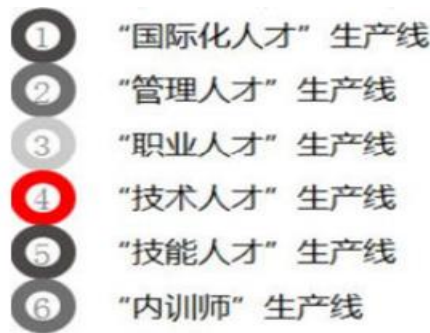 1 “国际化人才”生产线
2 “管理人才”生产线
3 “职业人才”生产线
4 “技术人才”生产线
5 “技能人才”生产线
6 “内训师”生产线